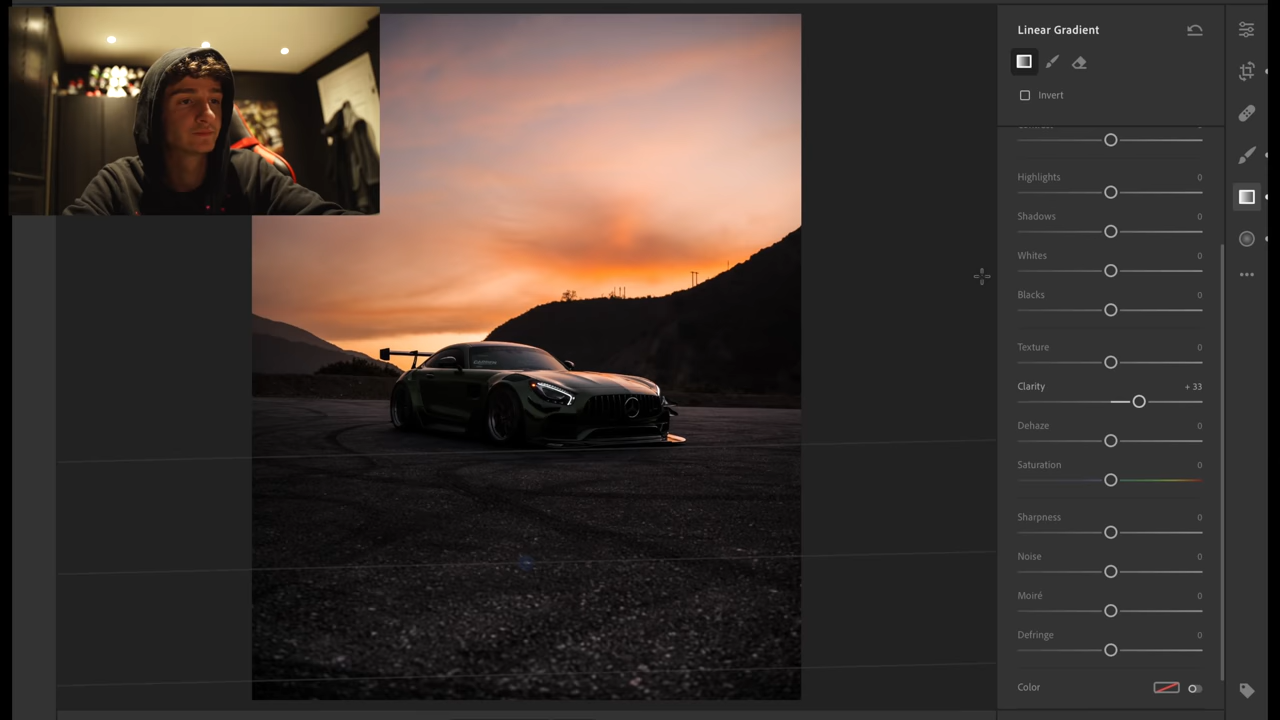 Linear Gradient
Invert
Highlights 0
Shadows 0
Whites 0
Blacks 0
Texture 0
Clarity + 33
Dehaze 0
Saturation 0
Sharpness 0
Noise 0
Moiré 0
Defringe 0
Color